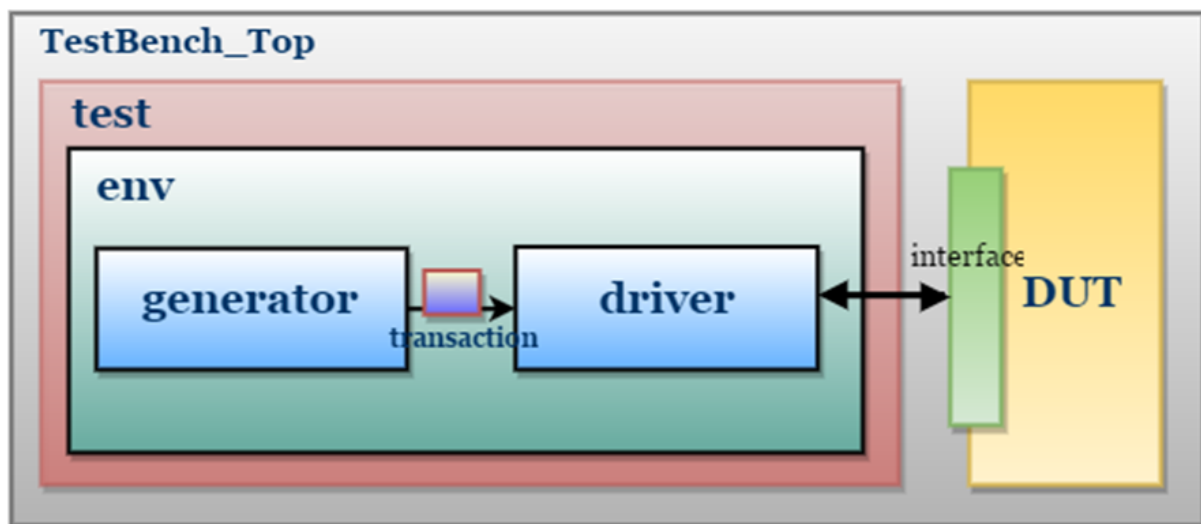 TestBench_Top
test
env
generator
transaction
driver
interface
DUT